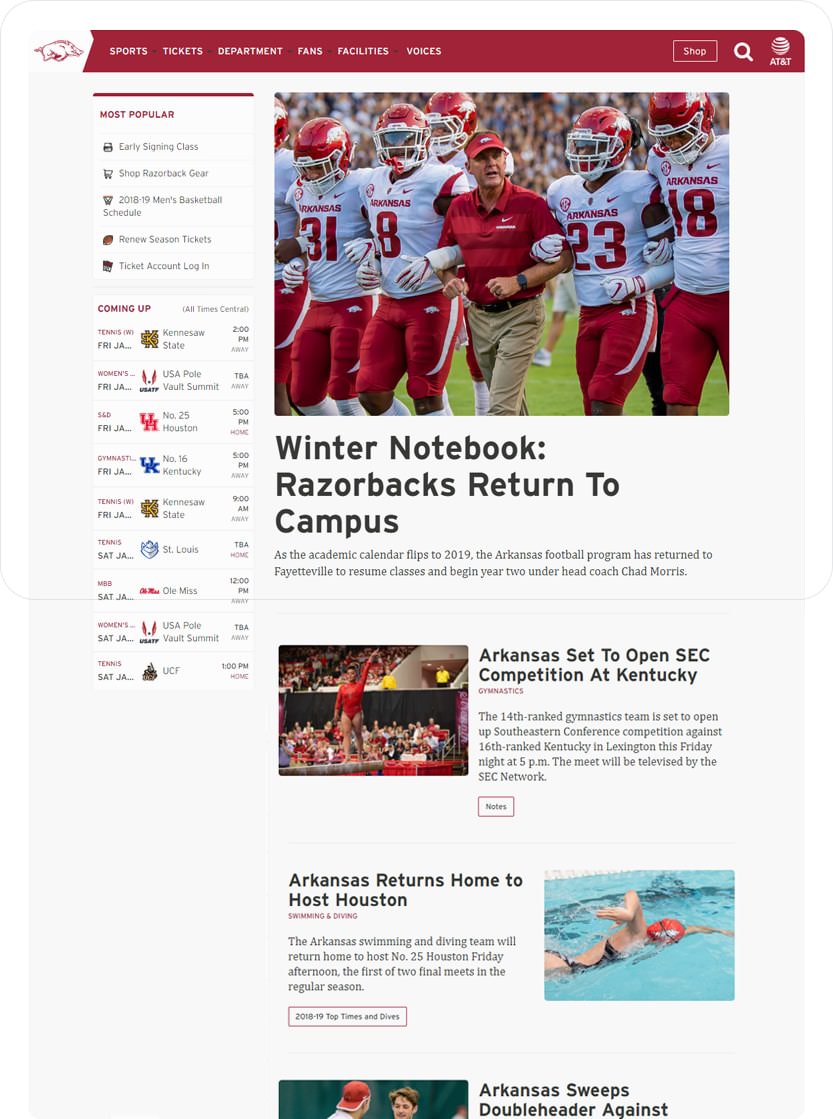 SPORTS TICKETS DEPARTMENT FANS FACILITIES VOICES Shop AT&T
MOST POPULAR
Early Signing Class
Shop Razorback Gear
2018-19 Men's Basketball
Schedule
Renew Season Tickets
Ticket Account Log In
COMING UP (All Times Central)
TENNIS (W) Kennesaw 2:00
FRI JA... State PM
AWAY
WOMEN'S ... USA Pole TBA
FRI JA... USATF Vault Summit AWAY
S&D No. 25 5:00
FRI JA... Houston PM
HOME
GYMNASTI... No. 16 5:00
FRI JA... UK Kentucky PM
AWAY
TENNIS (W) Kennesaw 9:00
FRI JA... State AM
AWAY
TENNIS St. Louis TBA
SAT JA... HOME
MBB Ole Miss Ole Miss 12:00
SAT JA... PM
AWAY
WOMEN'S ... USA Pole TBA
SAT JA... USATF Vault Summit AWAY
TENNIS UCF 1:00 PM
SAT JA... UCF HOME
ARKANSAS
31
ARKANSAS
8
ARKANSAS
ARKANSAS
23
ARKANSAS
18
Winter Notebook:
Razorbacks Return To
Campus
As the academic calendar flips to 2019, the Arkansas football program has returned to
Fayetteville to resume classes and begin year two under head coach Chad Morris.
Arkansas Set To Open SEC
Competition At Kentucky
GYMNASTICS
The 14th-ranked gymnastics team is set to open
up Southeastern Conference competition against
16th-ranked Kentucky in Lexington this Friday
night at 5 p.m. The meet will be televised by the
SEC Network.
Notes
Arkansas Returns Home to
Host Houston
SWIMMING & DIVING
The Arkansas swimming and diving team will
return home to host No. 25 Houston Friday
afternoon, the first of two final meets in the
regular season.
2018-19 Top Times and Dives
Arkansas Sweeps
Doubleheader Against